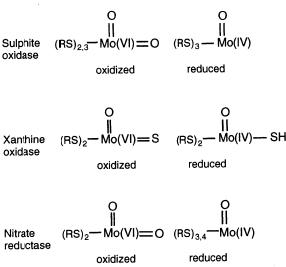 O O
Sulphite oxidase (RS)2,3—Mo(VI)=O (RS)3—Mo(IV)
oxidized reduced
O O
Xanthine oxidase (RS)2—Mo(VI)=S (RS)2—Mo(IV)—SH
oxidized reduced
O O
Nitrate reductase (RS)2—Mo(VI)=O (RS)3,4—Mo(IV)
oxidized reduced